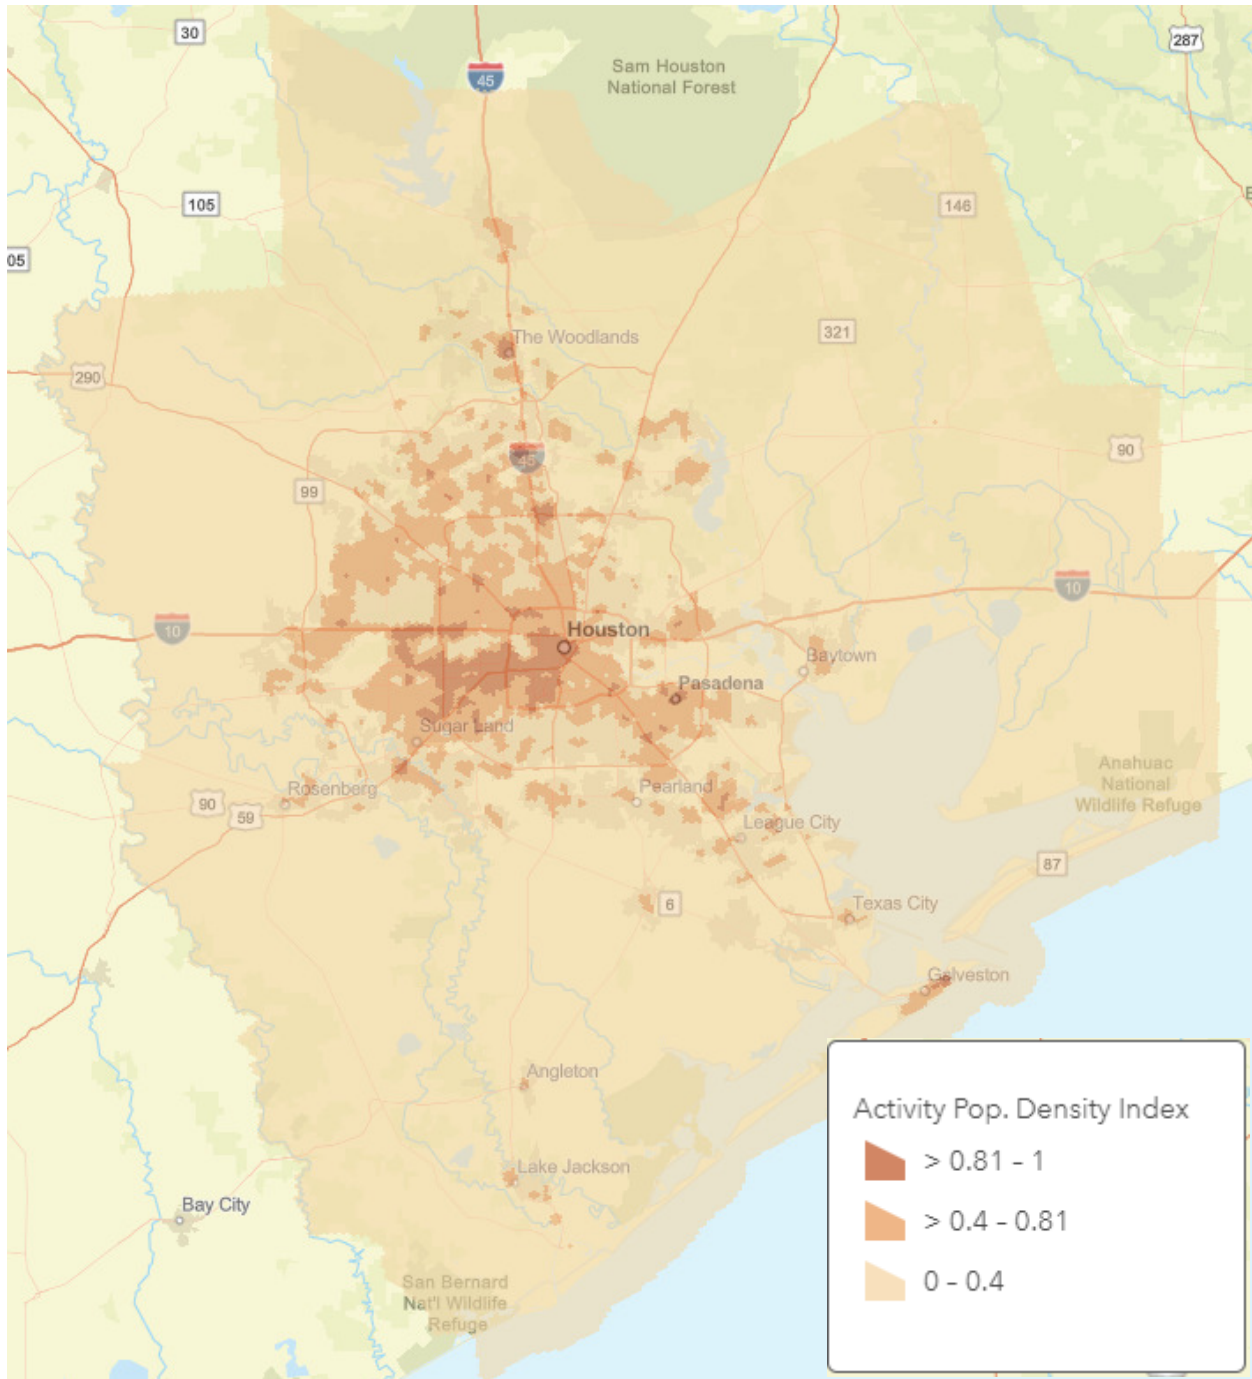 30
287
45
Sam Houston
National Forest
105
146
05
321
The Woodlands
290
90
45
99
10
10
Houston
Baytown
Pasadena
Sugar Land
Anahuac
National
Wildlife Refuge
Rosenberg
Pearland
90
59
League City
87
6
Texas City
Galveston
Angleton
Lake Jackson
Bay City
San Bernard
Nat'l Wildlife
Refuge
Activity Pop. Density Index
> 0.81 - 1
> 0.4 - 0.81
0 - 0.4